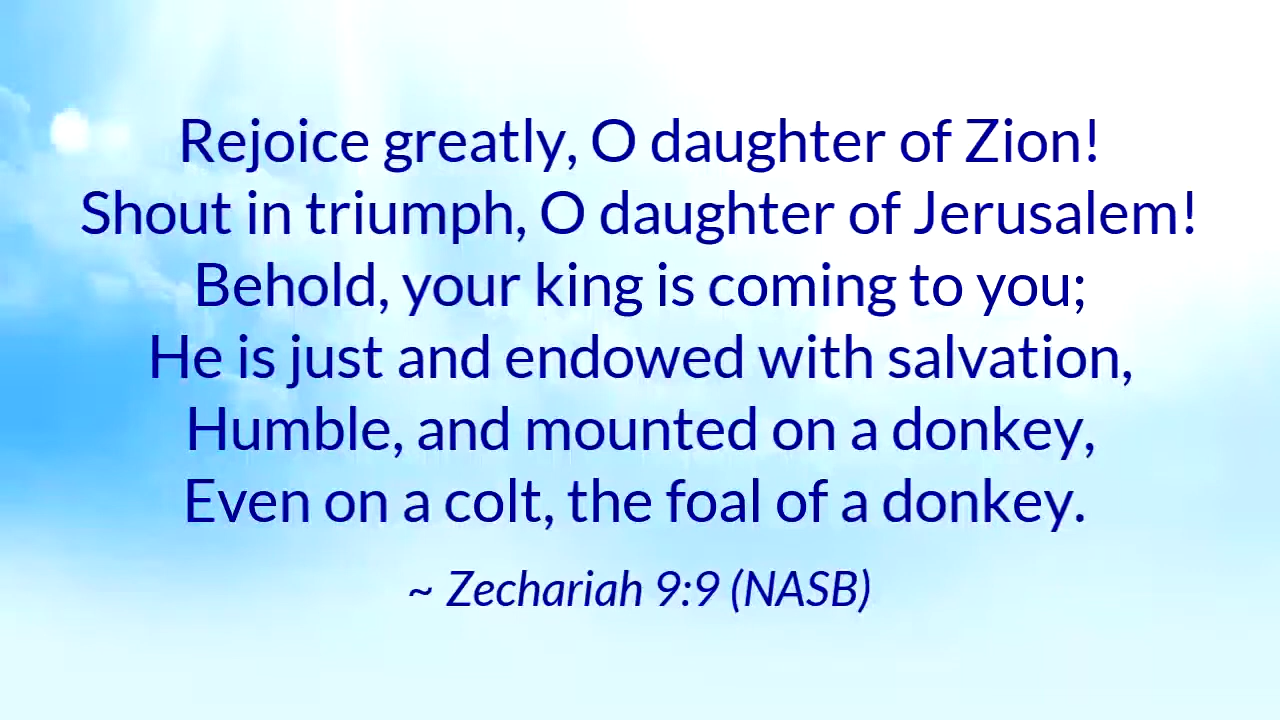 Rejoice greatly, O daughter of Zion!
Shout in triumph, O daughter of Jerusalem!
Behold, your king is coming to you;
He is just and endowed with salvation,
Humble, and mounted on a donkey,
Even on a colt, the foal of a donkey.
~ Zechariah 9:9 (NASB)